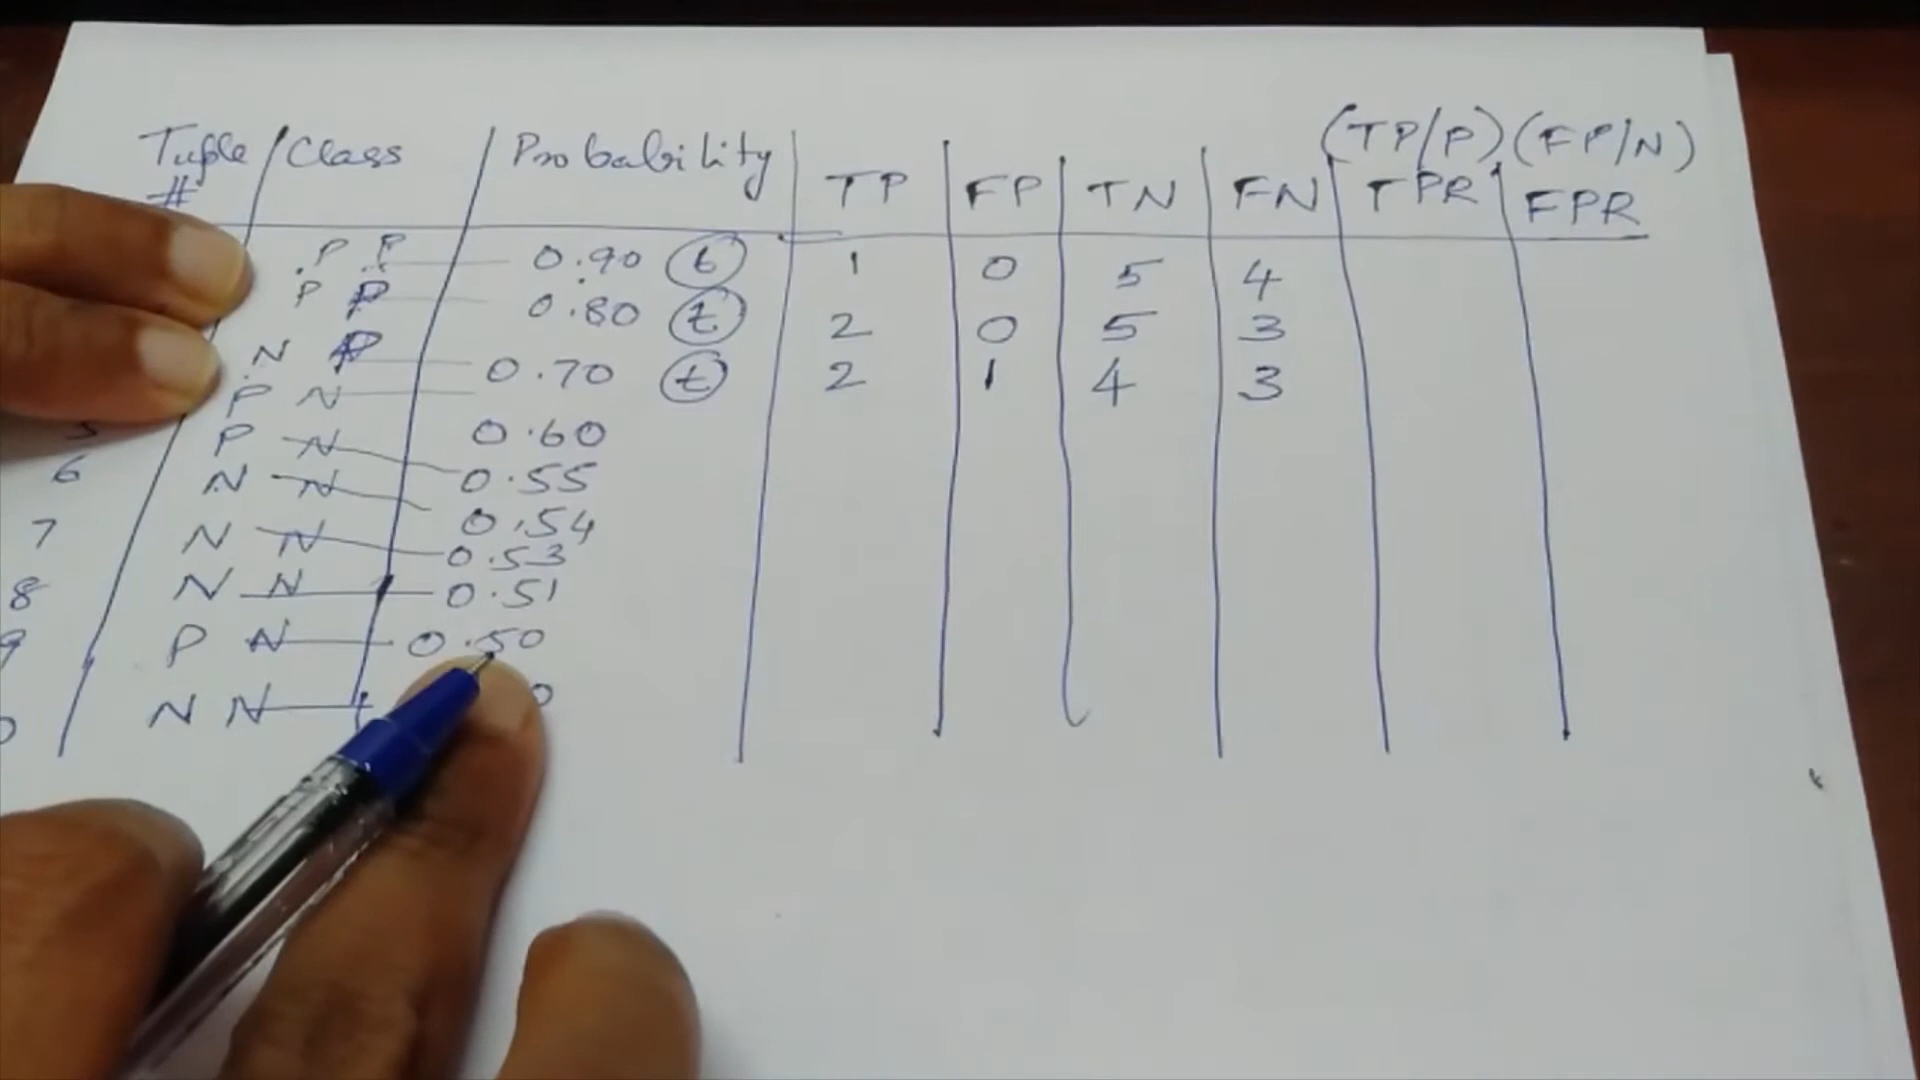 (TP/P) (FP/N)
Tuple # Class Probability TP FP TN FN TPR FPR
P P 0.90 t 1 0 5 4
P P 0.80 t 2 0 5 3
N P 0.70 t 2 1 4 3
P N 0.60
5 P N 0.55
6 N N 0.54
7 N N 0.53
8 N N 0.51
9 P N 0.50
N N